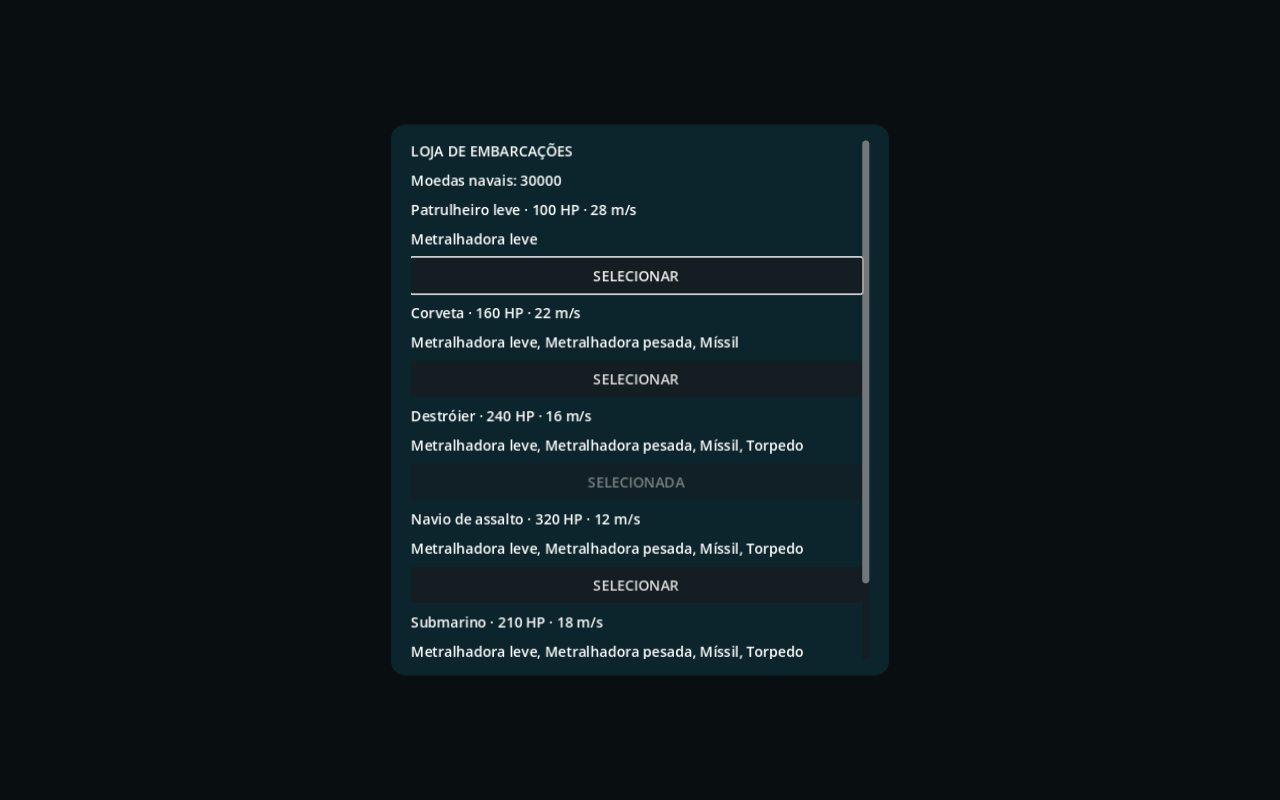 LOJA DE EMBARCAÇÕES
Moedas navais: 30000
Patrulheiro leve · 100 HP · 28 m/s
Metralhadora leve
SELECIONAR
Corveta · 160 HP · 22 m/s
Metralhadora leve, Metralhadora pesada, Míssil
SELECIONAR
Destróier · 240 HP · 16 m/s
Metralhadora leve, Metralhadora pesada, Míssil, Torpedo
SELECIONADA
Navio de assalto · 320 HP · 12 m/s
Metralhadora leve, Metralhadora pesada, Míssil, Torpedo
SELECIONAR
Submarino · 210 HP · 18 m/s
Metralhadora leve, Metralhadora pesada, Míssil, Torpedo